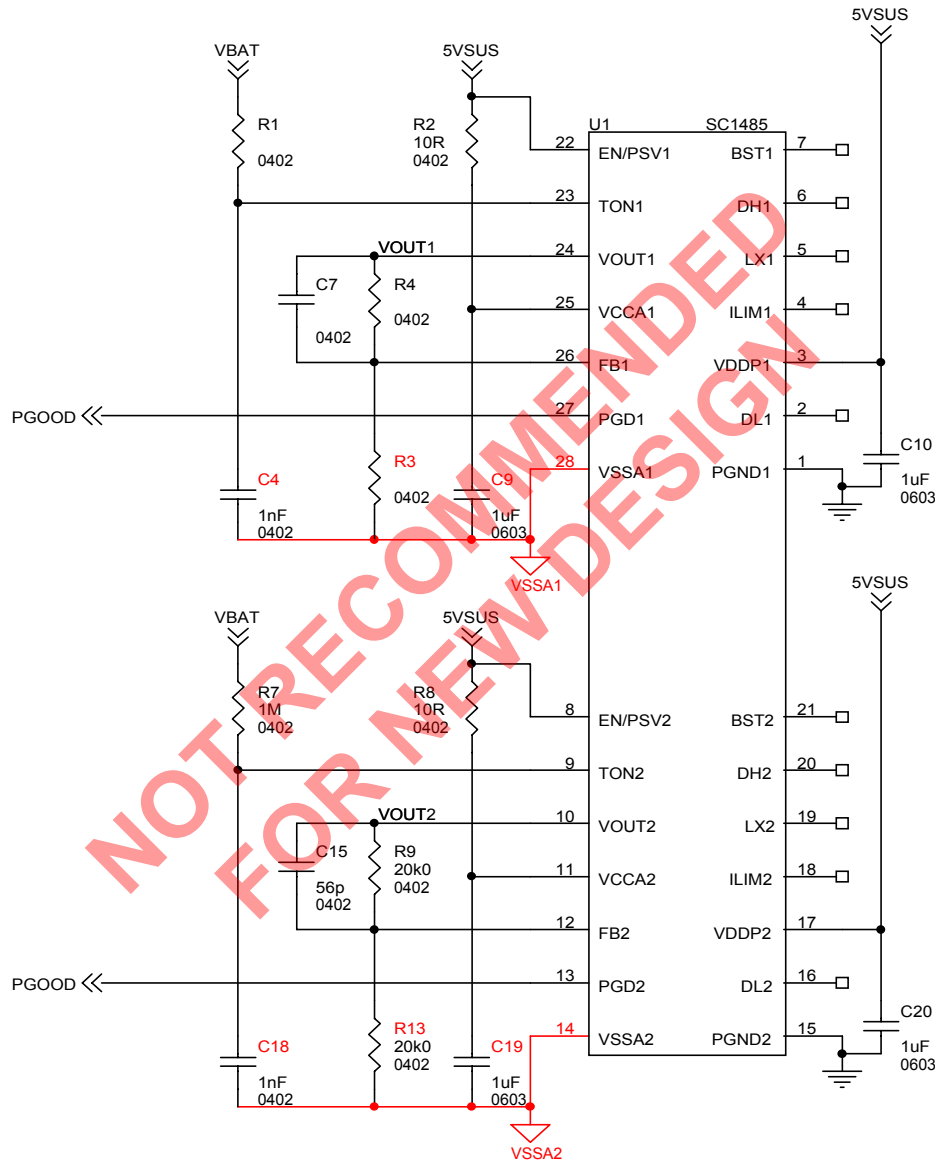 5VSUS
VBAT
5VSUS
R1
0402
R2
10R
0402
U1
SC1485
22
EN/PSV1
BST1
7
23
TON1
DH1
6
VOUT1
24
VOUT1
LX1
5
C7
0402
R4
0402
25
VCCA1
ILIM1
4
26
FB1
VDDP1
3
PGOOD
27
PGD1
DL1
2
C10
1uF
0603
28
VSSA1
PGND1
1
C4
1nF
0402
R3
0402
C9
1uF
0603
VSSA1
NOT RECOMMENDED
FOR NEW DESIGN
5VSUS
VBAT
5VSUS
R7
1M
0402
R8
10R
0402
8
EN/PSV2
BST2
21
9
TON2
DH2
20
VOUT2
10
VOUT2
LX2
19
C15
56p
0402
R9
20k0
0402
11
VCCA2
ILIM2
18
12
FB2
VDDP2
17
PGOOD
13
PGD2
DL2
16
C20
1uF
0603
14
VSSA2
PGND2
15
C18
1nF
0402
R13
20k0
0402
C19
1uF
0603
VSSA2